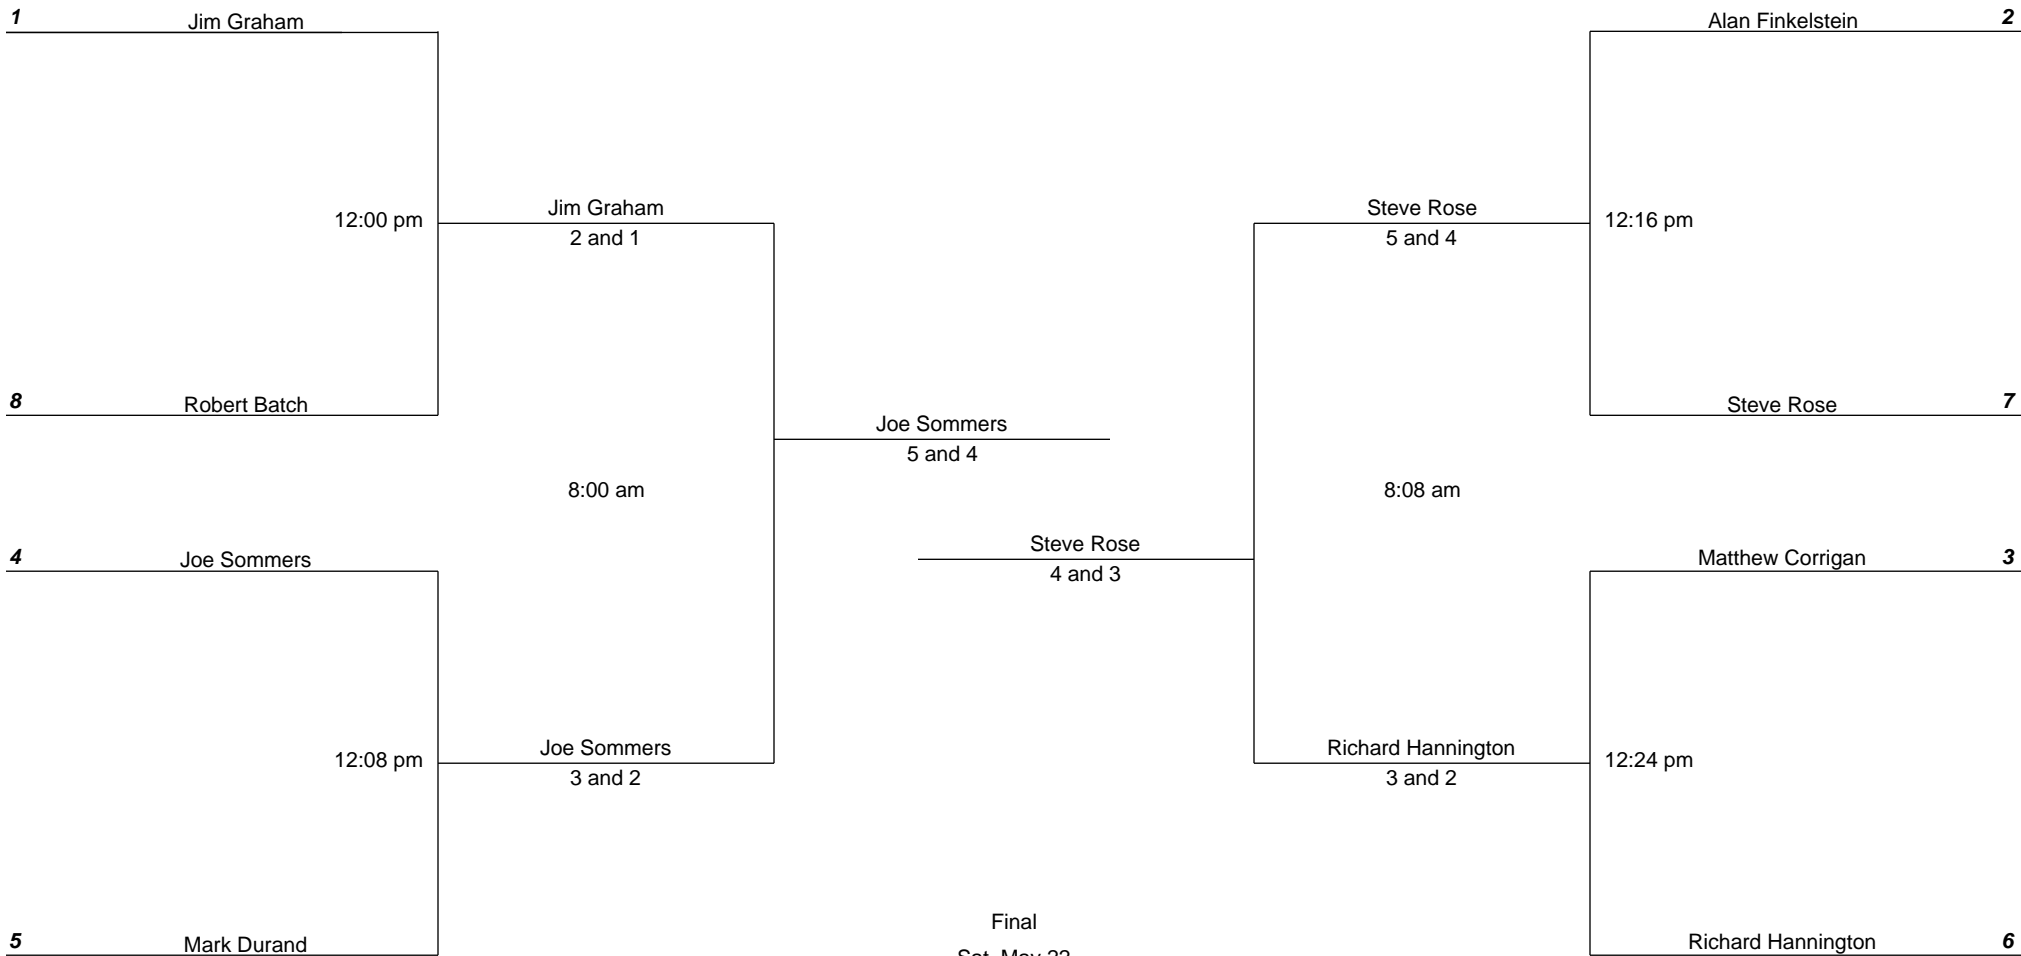 1 Jim Graham
Alan Finkelstein 2
12:00 pm
Jim Graham
2 and 1
Steve Rose
5 and 4
12:16 pm
8 Robert Batch
Steve Rose 7
Joe Sommers
5 and 4
8:00 am
8:08 am
4 Joe Sommers
Steve Rose
4 and 3
Matthew Corrigan 3
12:08 pm
Joe Sommers
3 and 2
Richard Hannington
3 and 2
12:24 pm
5 Mark Durand
Final
Sat, May 22
Richard Hannington 6